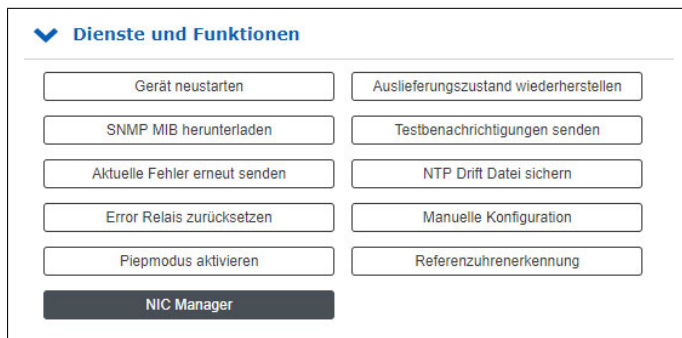 Dienste und Funktionen
Gerät neustarten
Auslieferungszustand wiederherstellen
SNMP MIB herunterladen
Testbenachrichtigungen senden
Aktuelle Fehler erneut senden
NTP Drift Datei sichern
Error Relais zurücksetzen
Manuelle Konfiguration
Piepmodus aktivieren
Referenzuhrenerkennung
NIC Manager